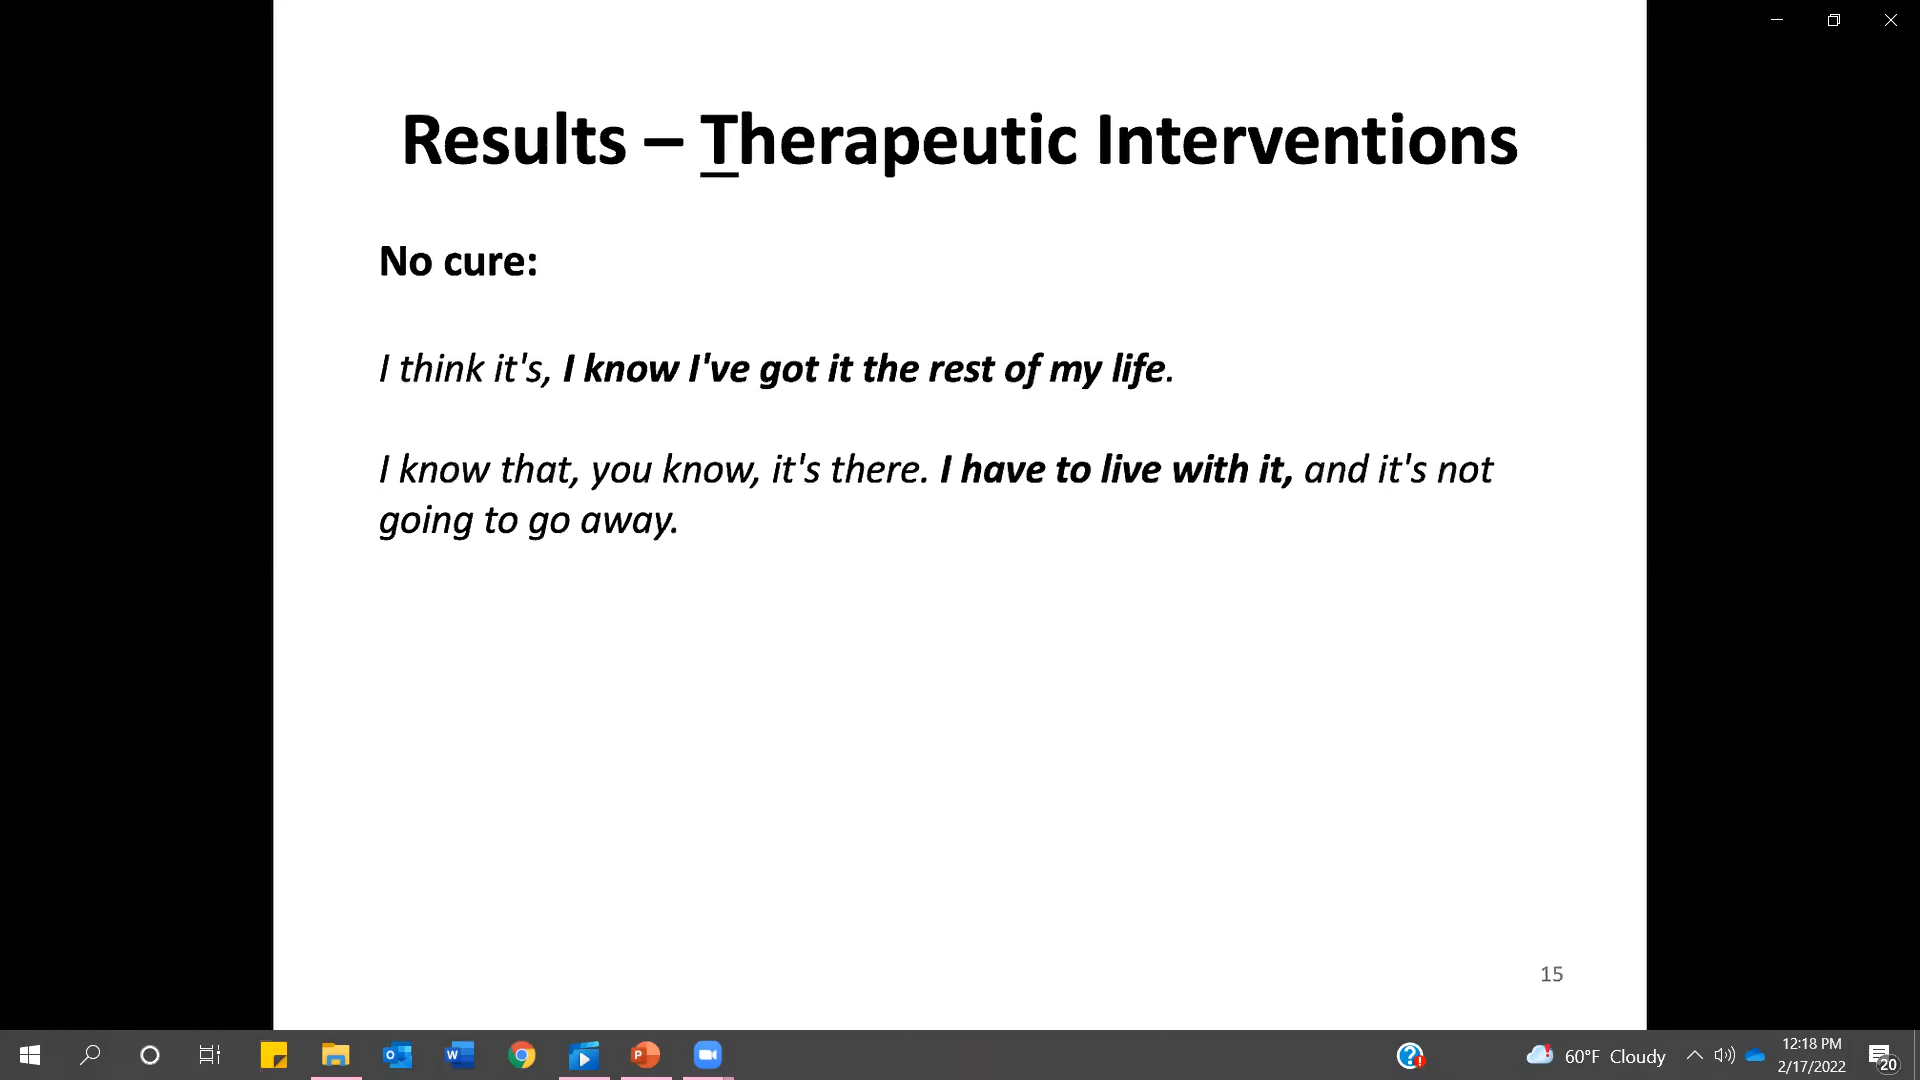 Results – Therapeutic Interventions
No cure:
I think it's, I know I've got it the rest of my life.
I know that, you know, it's there. I have to live with it, and it's not
going to go away.
15
60°F Cloudy
12:18 PM
2/17/2022
20